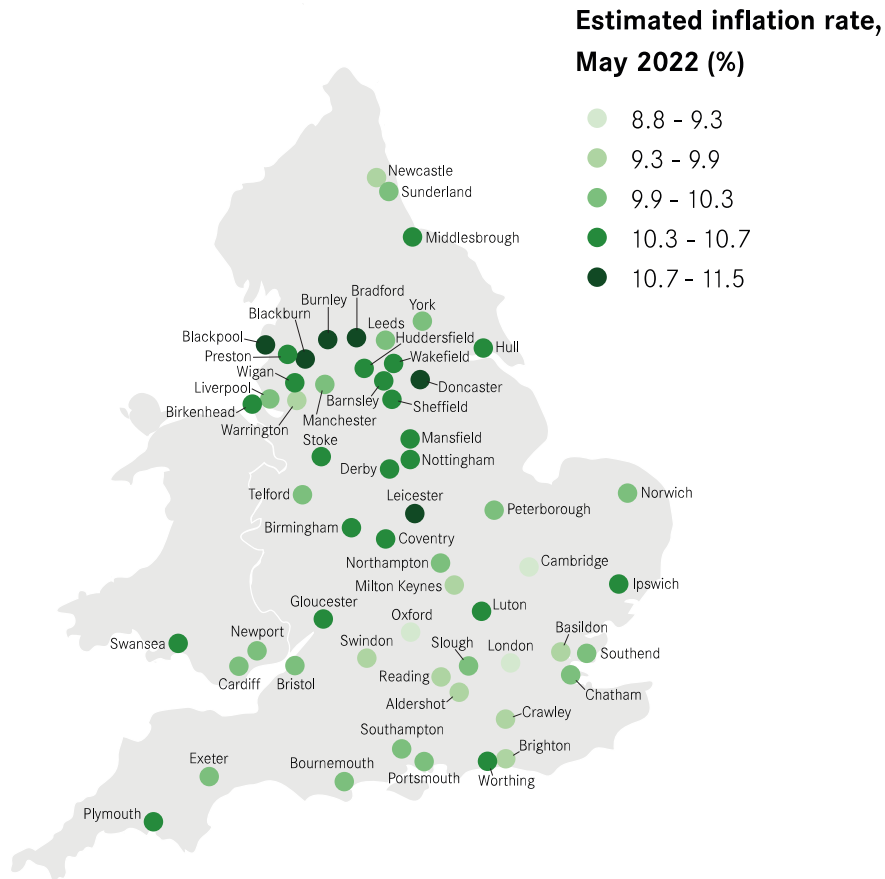 Estimated inflation rate,
May 2022 (%)
8.8 - 9.3
9.3 - 9.9
9.9 - 10.3
10.3 - 10.7
10.7 - 11.5
Newcastle
Sunderland
Middlesbrough
Bradford
Burnley
York
Blackburn
Leeds
Blackpool
Huddersfield
Hull
Preston
Wakefield
Wigan
Doncaster
Liverpool
Barnsley
Sheffield
Birkenhead
Manchester
Warrington
Stoke
Mansfield
Nottingham
Derby
Telford
Leicester
Norwich
Peterborough
Birmingham
Coventry
Northampton
Cambridge
Milton Keynes
Ipswich
Gloucester
Luton
Oxford
Basildon
Newport
Swindon
Slough
London
Swansea
Southend
Reading
Cardiff
Bristol
Chatham
Aldershot
Crawley
Southampton
Brighton
Exeter
Bournemouth
Portsmouth
Worthing
Plymouth